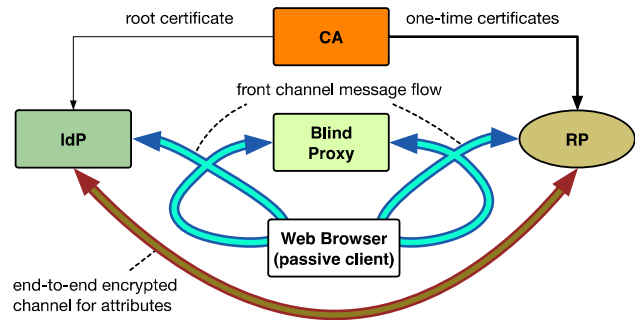 root certificate
CA
one-time certificates
front channel message flow
IdP
Blind
Proxy
RP
Web Browser
(passive client)
end-to-end encrypted
channel for attributes